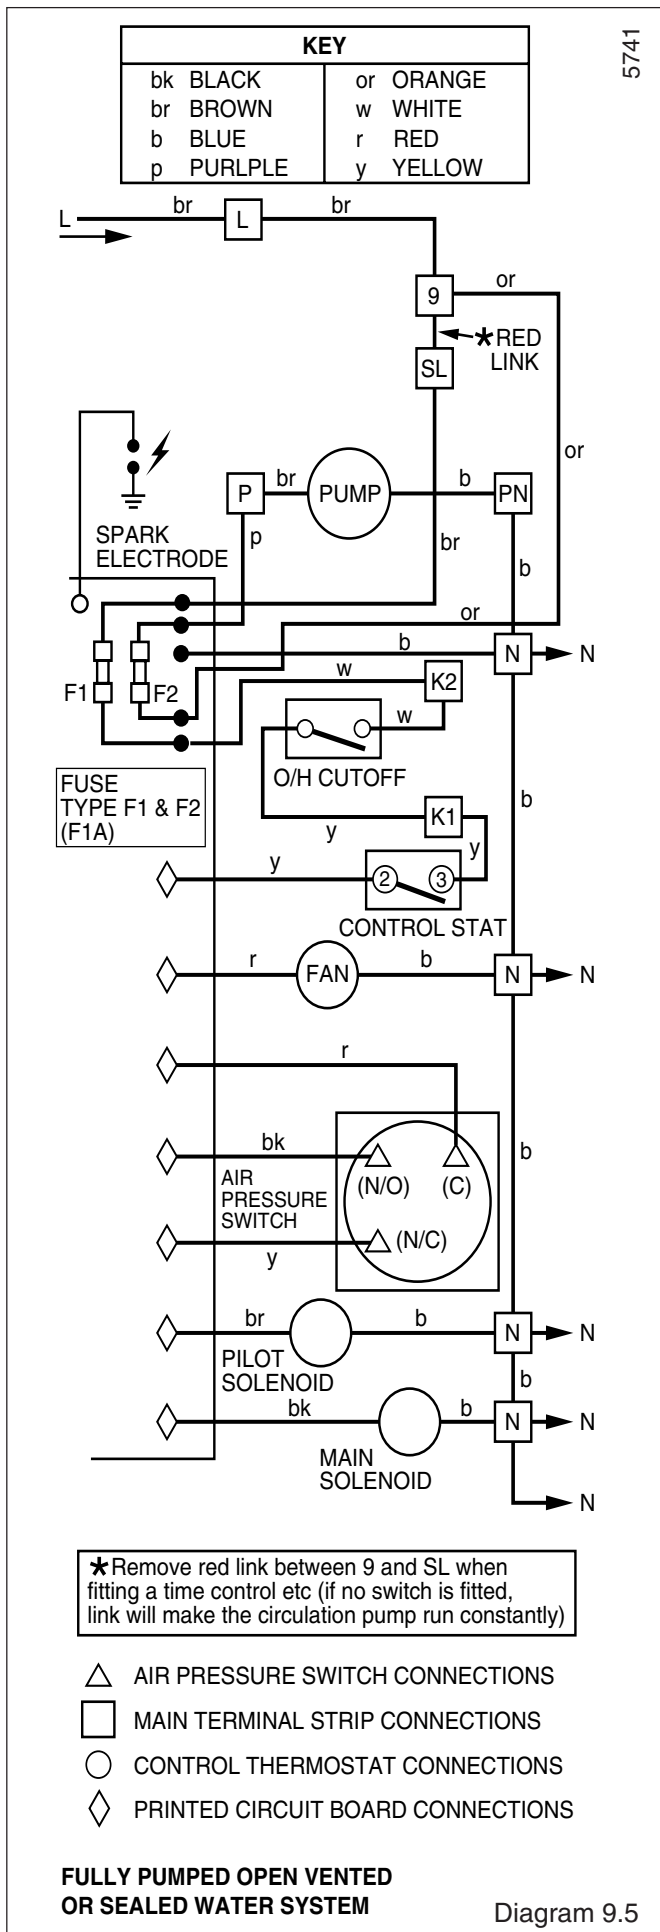 5741
KEY
bk BLACK
or ORANGE
br BROWN
w WHITE
b BLUE
r RED
p PURLPLE
y YELLOW
L
br
L
br
9
or
*RED
LINK
SL
or
P
br
PUMP
b
PN
SPARK
ELECTRODE
p
br
b
or
b
N
N
F1
F2
w
K2
w
O/H CUTOFF
FUSE
TYPE F1 & F2
(F1A)
b
y
K1
y
y
2
3
CONTROL STAT
r
FAN
b
N
N
r
bk
AIR
PRESSURE
SWITCH
(N/O)
(C)
b
(N/C)
y
br
b
N
N
PILOT
SOLENOID
b
bk
b
N
N
MAIN
SOLENOID
N
*Remove red link between 9 and SL when
fitting a time control etc (if no switch is fitted,
link will make the circulation pump run constantly)
AIR PRESSURE SWITCH CONNECTIONS
MAIN TERMINAL STRIP CONNECTIONS
CONTROL THERMOSTAT CONNECTIONS
PRINTED CIRCUIT BOARD CONNECTIONS
FULLY PUMPED OPEN VENTED
OR SEALED WATER SYSTEM
Diagram 9.5